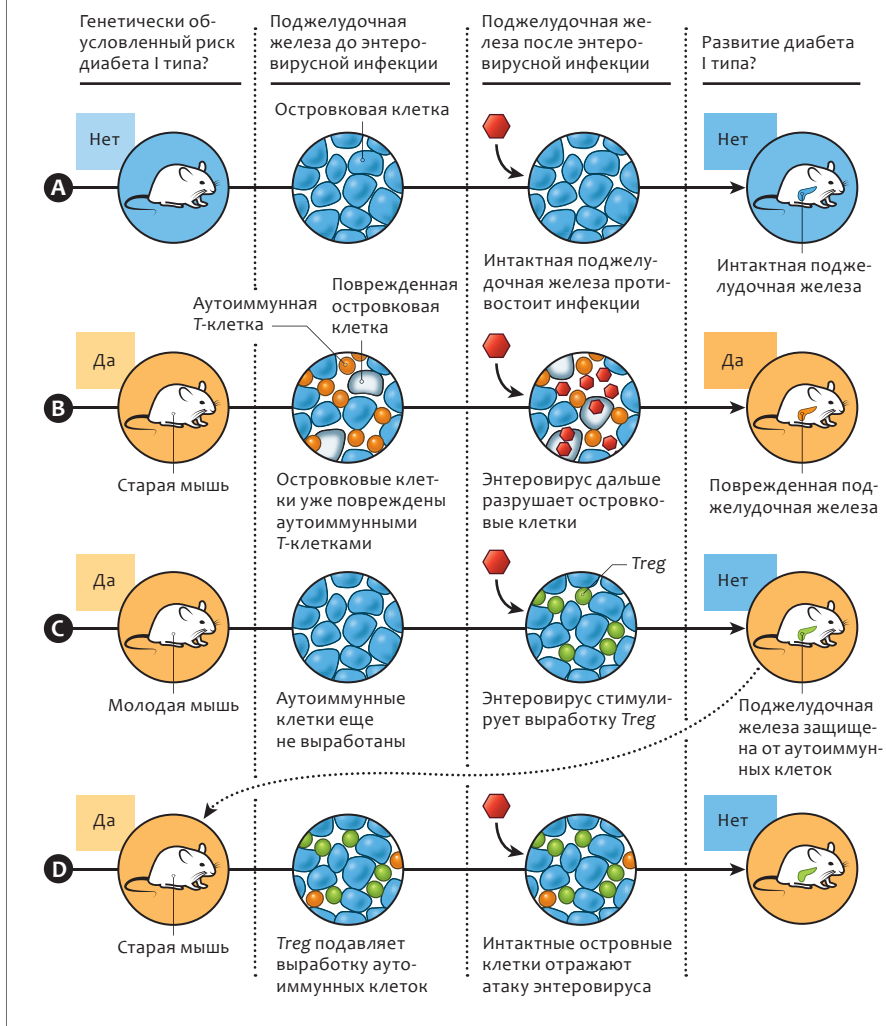 Генетически об-
условленный риск
диабета I типа?
Поджелудочная
железа до энтеро-
вирусной инфекции
Поджелудочная же-
леза после энтеро-
вирусной инфекции
Развитие диабета
I типа?
Нет
Островковая клетка
Нет
A
Интактная поджелу-
дочная железа проти-
востоит инфекции
Интактная поджe-
лудочная железа
Да
Аутоиммунная
Т-клетка
Поврежденная
островковая
клетка
Да
B
Старая мышь
Островковые клет-
ки уже повреждены
аутоиммунными
Т-клетками
Энтеровирус дальше
разрушает островко-
вые клетки
Поврежденная под-
желудочная железа
Да
Treg
Нет
C
Молодая мышь
Аутоиммунные
клетки еще
не выработаны
Энтеровирус стимули-
рует выработку Treg
Поджелудочная
железа защище-
на от аутоиммун-
ных клеток
Да
Нет
D
Старая мышь
Treg подавляет
выработку ауто-
иммунных клеток
Интактные островные
клетки отражают
атаку энтеровируса